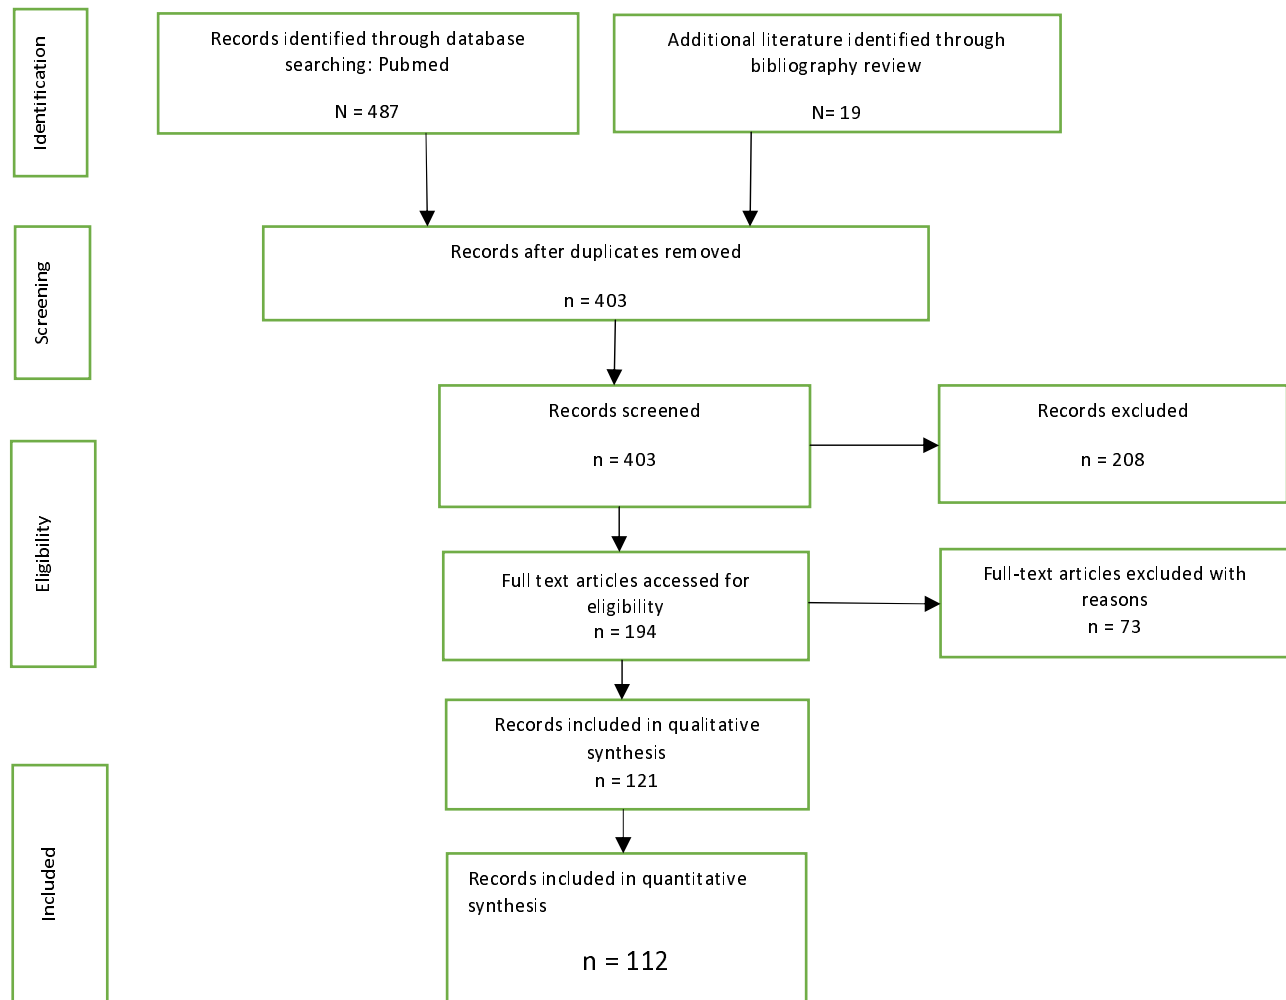 Identification
Records identified through database
searching: Pubmed
N = 487
Additional literature identified through
bibliography review
N= 19
Screening
Records after duplicates removed
n = 403
Records screened
n = 403
Records excluded
n = 208
Eligibility
Full text articles accessed for
eligibility
n = 194
Full-text articles excluded with
reasons
n = 73
Records included in qualitative
synthesis
n = 121
Included
Records included in quantitative
synthesis
n = 112